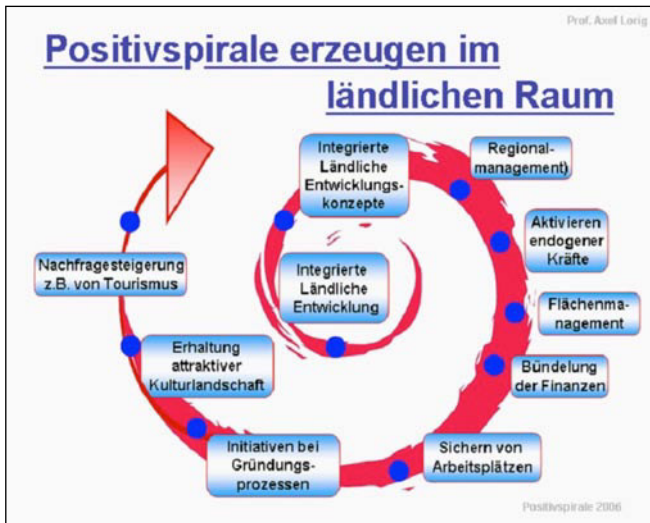 Prof. Axel Lorig
Positivspirale erzeugen im
ländlichen Raum
Integrierte
Ländliche
Entwicklungs-
konzepte
Regional-
management)
Aktivieren
endogener
Kräfte
Nachfragesteigerung
z.B. von Tourismus
Integrierte
Ländliche
Entwicklung
Flächenma-
nagement
Erhaltung
attraktiver
Kulturlandschaft
Bündelung
der Finanzen
Initiativen bei
Gründungs-
prozessen
Sichern von
Arbeitsplätzen
Positivspirale 2006